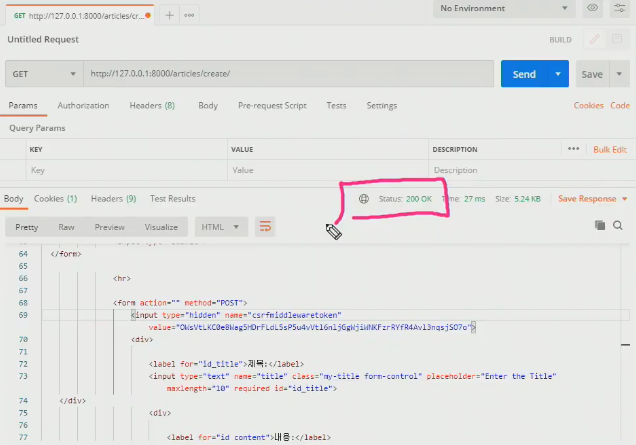 GET http://127.0.0.1:8000/articles/cr...
No Environment
Untitled Request
BUILD
GET http://127.0.0.1:8000/articles/create/ Send Save
Params Authorization Headers (8) Body Pre-request Script Tests Settings Cookies Code
Query Params
KEY VALUE DESCRIPTION ••• Bulk Edit
Key Value Description
Body Cookies (1) Headers (9) Test Results Status: 200 OK Time: 27 ms Size: 5.24 KB Save Response
Pretty Raw Preview Visualize HTML
64 </form>
65
66 <hr>
67
68 <form action="" method="POST">
69 <input type="hidden" name="csrfmiddlewaretoken"
70 <div>
71
72 <label for="id_title">제목:</label>
73 <input type="text" name="title" class="my-title form-control" placeholder="Enter the Title"
maxlength="10" required id="id_title">
74 </div>
75 <div>
76
77 <label for="id_content">내용:</label>